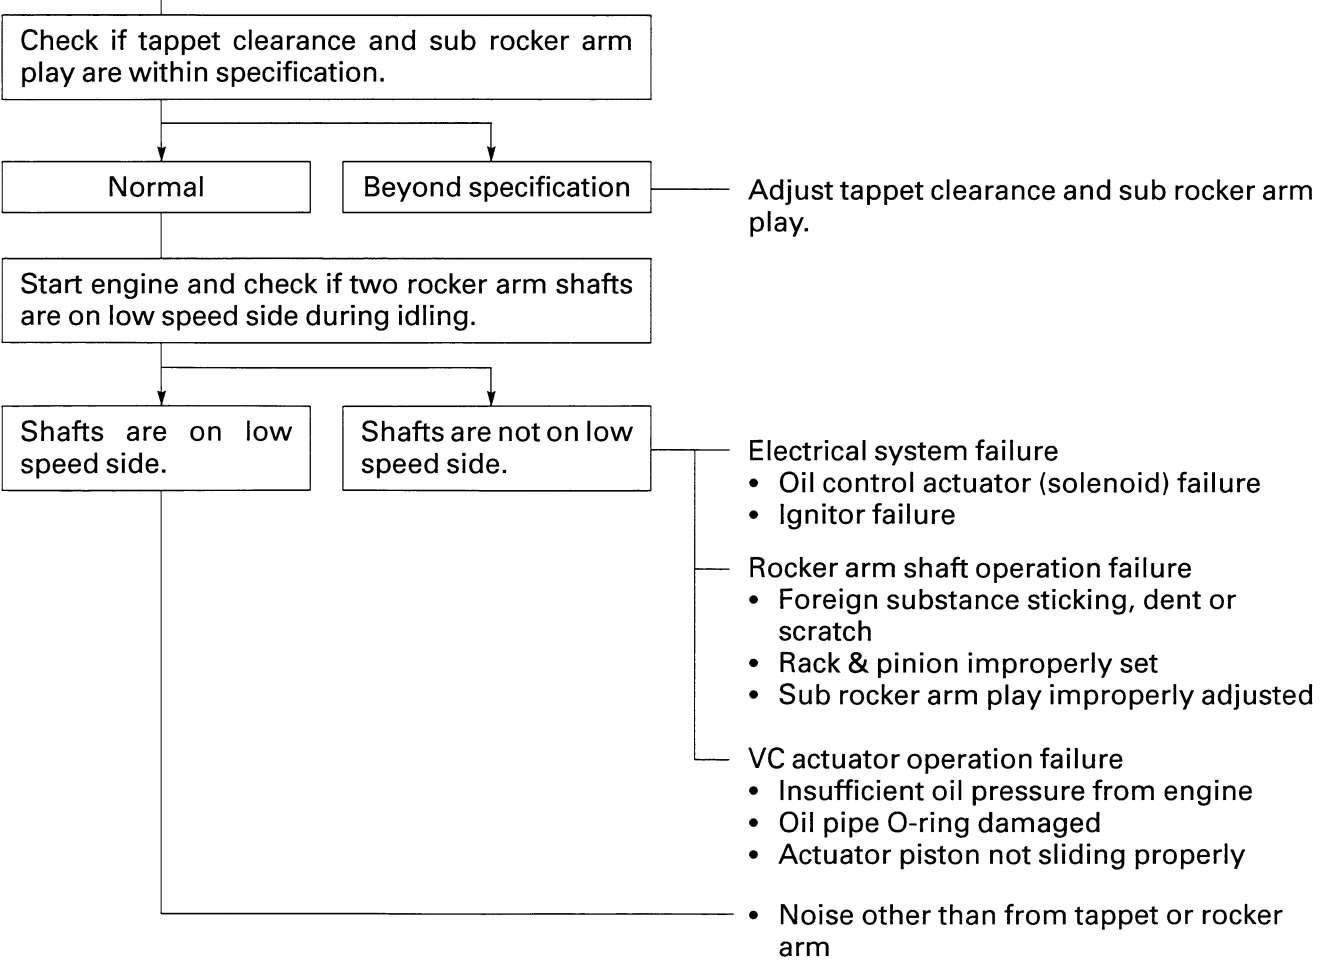 Check if tappet clearance and sub rocker arm
play are within specification.
Normal
Beyond specification
Adjust tappet clearance and sub rocker arm
play.
Start engine and check if two rocker arm shafts
are on low speed side during idling.
Shafts are on low
speed side.
Shafts are not on low
speed side.
Electrical system failure
• Oil control actuator (solenoid) failure
• Ignitor failure
Rocker arm shaft operation failure
• Foreign substance sticking, dent or
scratch
• Rack & pinion improperly set
• Sub rocker arm play improperly adjusted
VC actuator operation failure
• Insufficient oil pressure from engine
• Oil pipe O-ring damaged
• Actuator piston not sliding properly
• Noise other than from tappet or rocker
arm